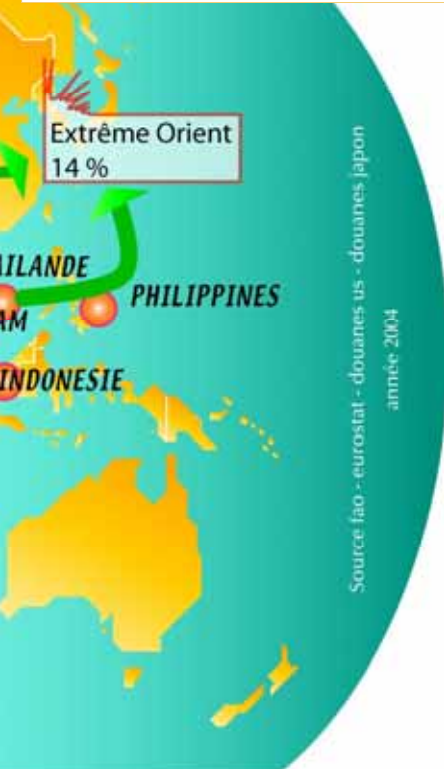 Extrême Orient
14 %
AILANDE
AM
PHILIPPINES
INDONESIE
Source fao - eurostat - douanes us - douanes japon
année 2004